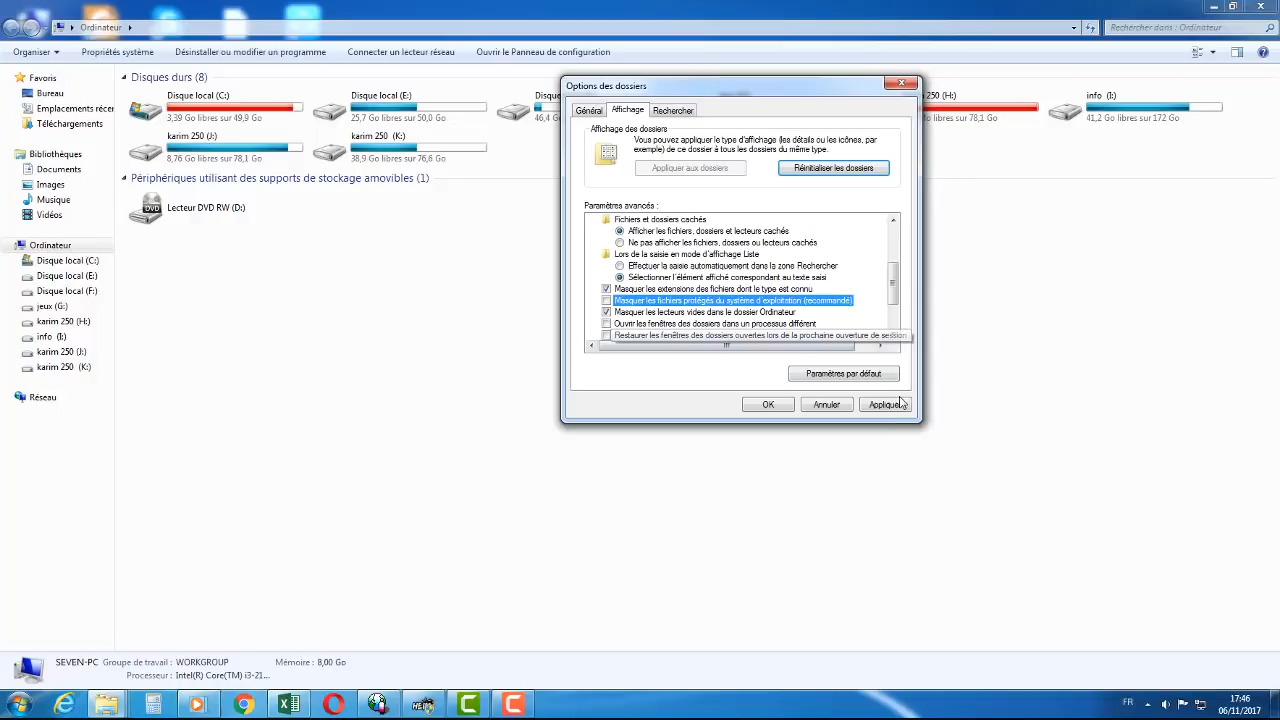 Ordinateur
Rechercher dans : Ordinateur
Organiser
Propriétés système
Désinstaller ou modifier un programme
Connecter un lecteur réseau
Ouvrir le Panneau de configuration
Favoris
Bureau
Emplacements récer
Téléchargements
Bibliothèques
Documents
Images
Musique
Vidéos
Ordinateur
Disque local (C:)
Disque local (E:)
Disque local (F:)
jeux (G:)
karim 250 (H:)
info (I:)
karim 250 (J:)
karim 250 (K:)
Réseau
Disques durs (8)
Disque local (C:)
3,39 Go libres sur 49,9 Go
Disque local (E:)
25,7 Go libres sur 50,0 Go
Disqu
46,4
250 (H:)
libres sur 78,1 Go
info (I:)
41,2 Go libres sur 172 Go
karim 250 (J:)
8,76 Go libres sur 78,1 Go
karim 250 (K:)
38,9 Go libres sur 76,6 Go
Périphériques utilisant des supports de stockage amovibles (1)
DVD
Lecteur DVD RW (D:)
Options des dossiers
Général
Affichage
Rechercher
Affichage des dossiers
Vous pouvez appliquer le type d'affichage (les détails ou les icônes, par
exemple) de ce dossier à tous les dossiers du même type.
Appliquer aux dossiers
Réinitialiser les dossiers
Paramètres avancés :
Fichiers et dossiers cachés
Afficher les fichiers, dossiers et lecteurs cachés
Ne pas afficher les fichiers, dossiers ou lecteurs cachés
Lors de la saisie en mode d'affichage Liste
Effectuer la saisie automatiquement dans la zone Rechercher
Sélectionner l'élément affiché correspondant au texte saisi
Masquer les extensions des fichiers dont le type est connu
Masquer les fichiers protégés du système d'exploitation (recommandé)
Masquer les lecteurs vides dans le dossier Ordinateur
Ouvrir les fenêtres des dossiers dans un processus différent
Restaurer les fenêtres des dossiers ouvertes lors de la prochaine ouverture de session
Paramètres par défaut
OK
Annuler
Appliquer
SEVEN-PC
Groupe de travail : WORKGROUP
Mémoire : 8,00 Go
Processeur : Intel(R) Core(TM) i3-21...
FR
17:46
06/11/2017